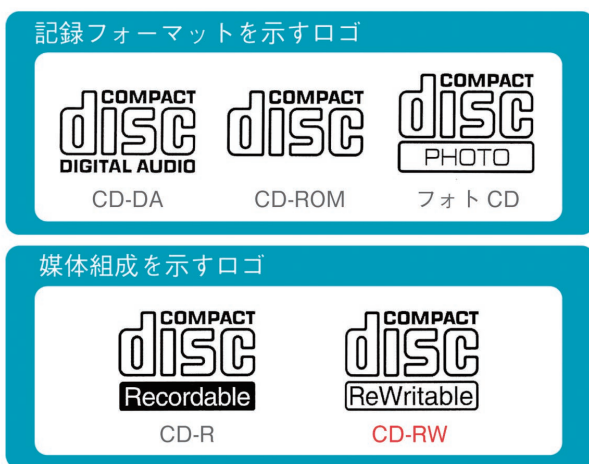 記録フォーマットを示すロゴ
COMPACT
disc
DIGITAL AUDIO
CD-DA
COMPACT
disc
CD-ROM
COMPACT
disc
PHOTO
フォト CD
媒体組成を示すロゴ
COMPACT
disc
Recordable
CD-R
COMPACT
disc
ReWritable
CD-RW